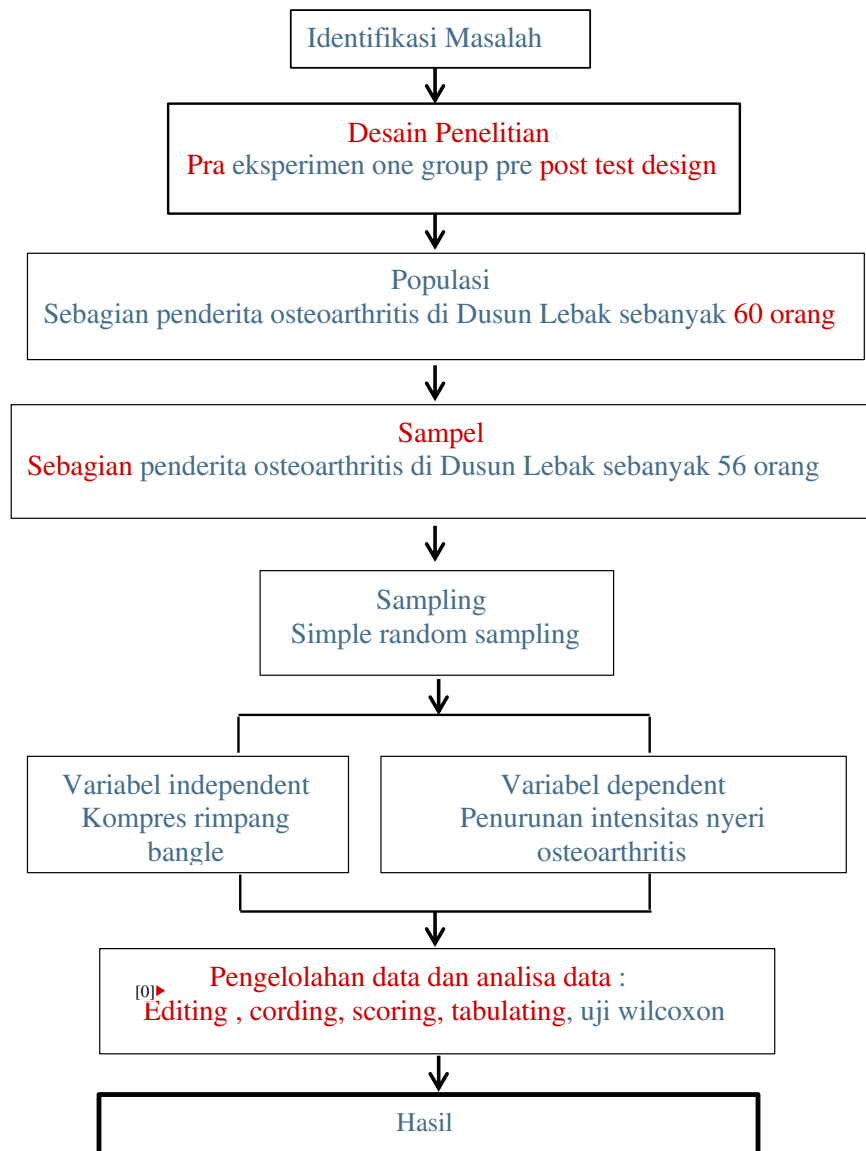 Identifikasi Masalah
Desain Penelitian
Pra eksperimen one group pre post test design
Populasi
Sebagian penderita osteoarthritis di Dusun Lebak sebanyak 60 orang
Sampel
Sebagian penderita osteoarthritis di Dusun Lebak sebanyak 56 orang
Sampling
Simple random sampling
Variabel independent
Kompres rimpang
bangle
Variabel dependent
Penurunan intensitas nyeri
osteoarthritis
Pengelolahan data dan analisa data :
[0]
Editing , cording, scoring, tabulating, uji wilcoxon
Hasil